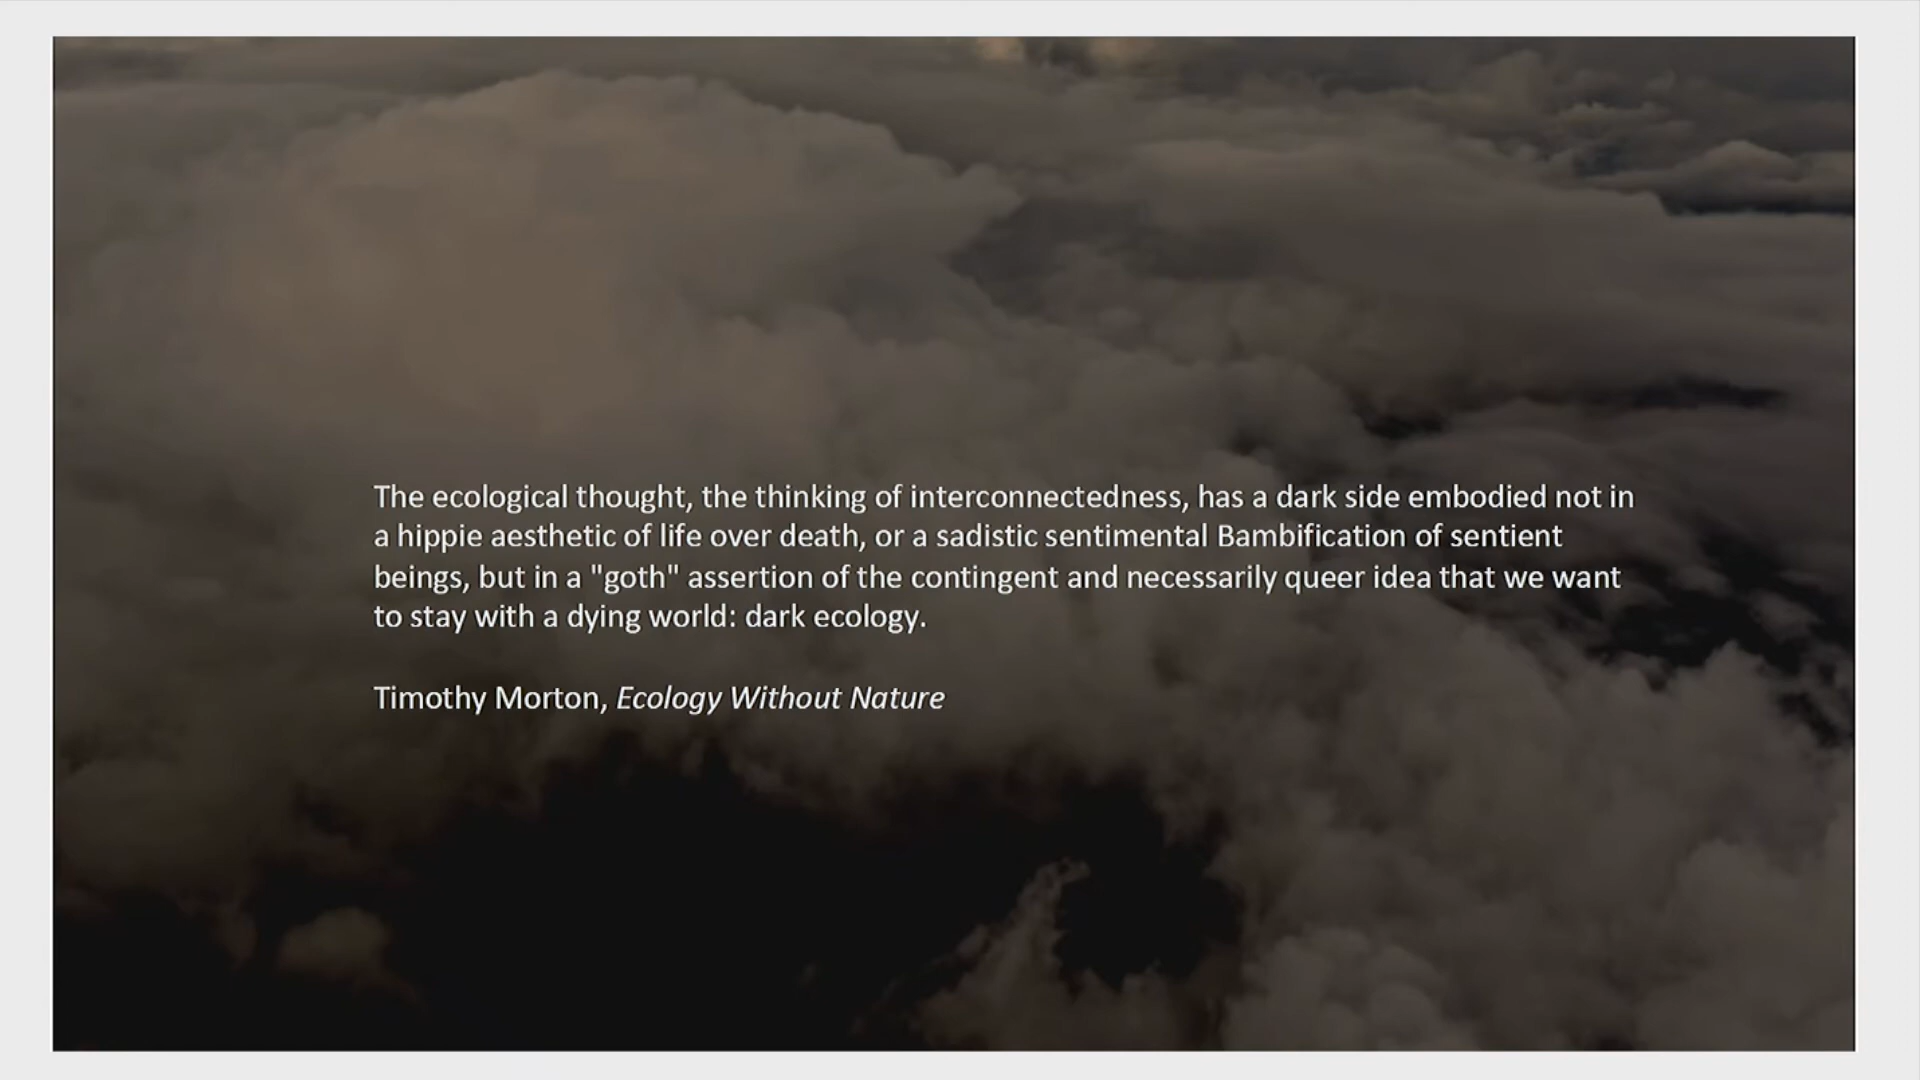 The ecological thought, the thinking of interconnectedness, has a dark side embodied not in
a hippie aesthetic of life over death, or a sadistic sentimental Bambification of sentient
beings, but in a "goth" assertion of the contingent and necessarily queer idea that we want
to stay with a dying world: dark ecology.
Timothy Morton, Ecology Without Nature